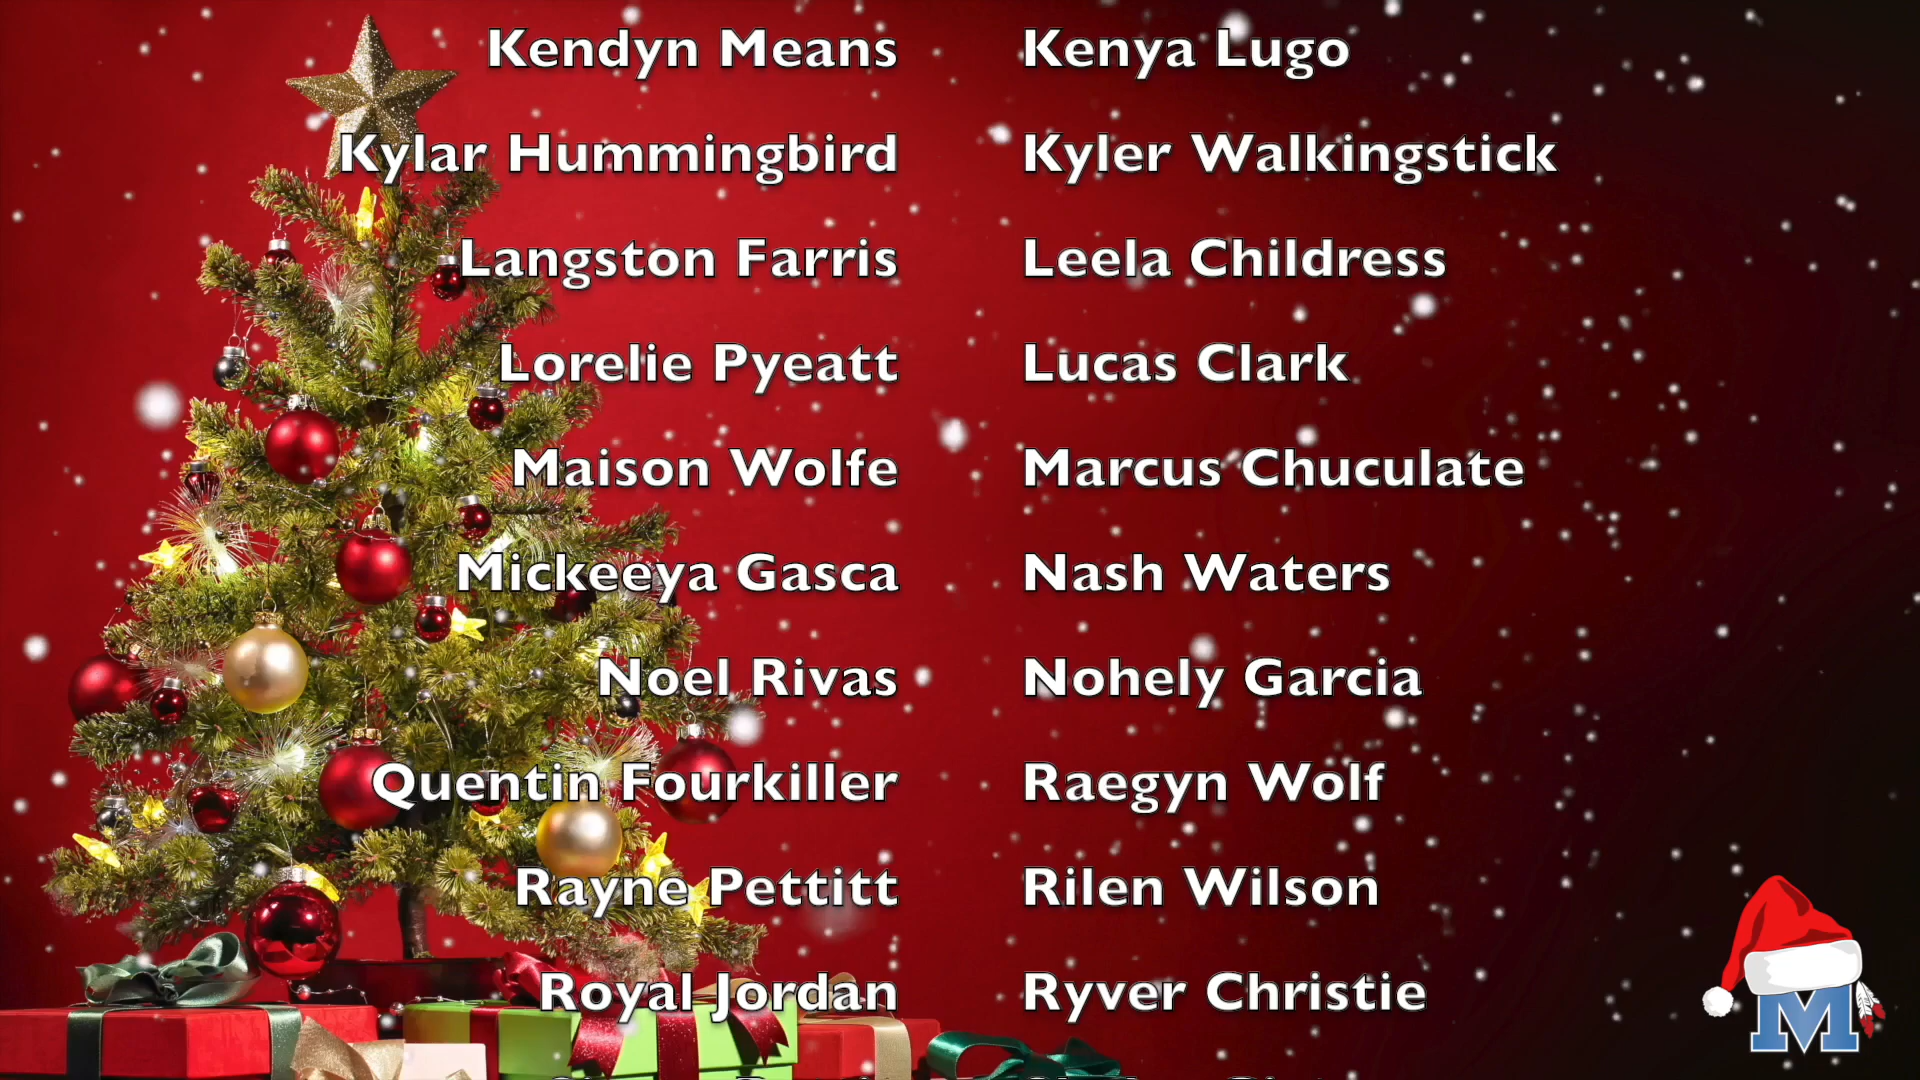 Kendyn Means Kenya Lugo
Kylar Hummingbird Kyler Walkingstick
Langston Farris Leela Childress
Lorelie Pyeatt Lucas Clark
Maison Wolfe Marcus Chuculate
Mickeeya Gasca Nash Waters
Noel Rivas Nohely Garcia
Quentin Fourkiller Raegyn Wolf
Rayne Pettitt Rilen Wilson
Royal Jordan Ryver Christie
M